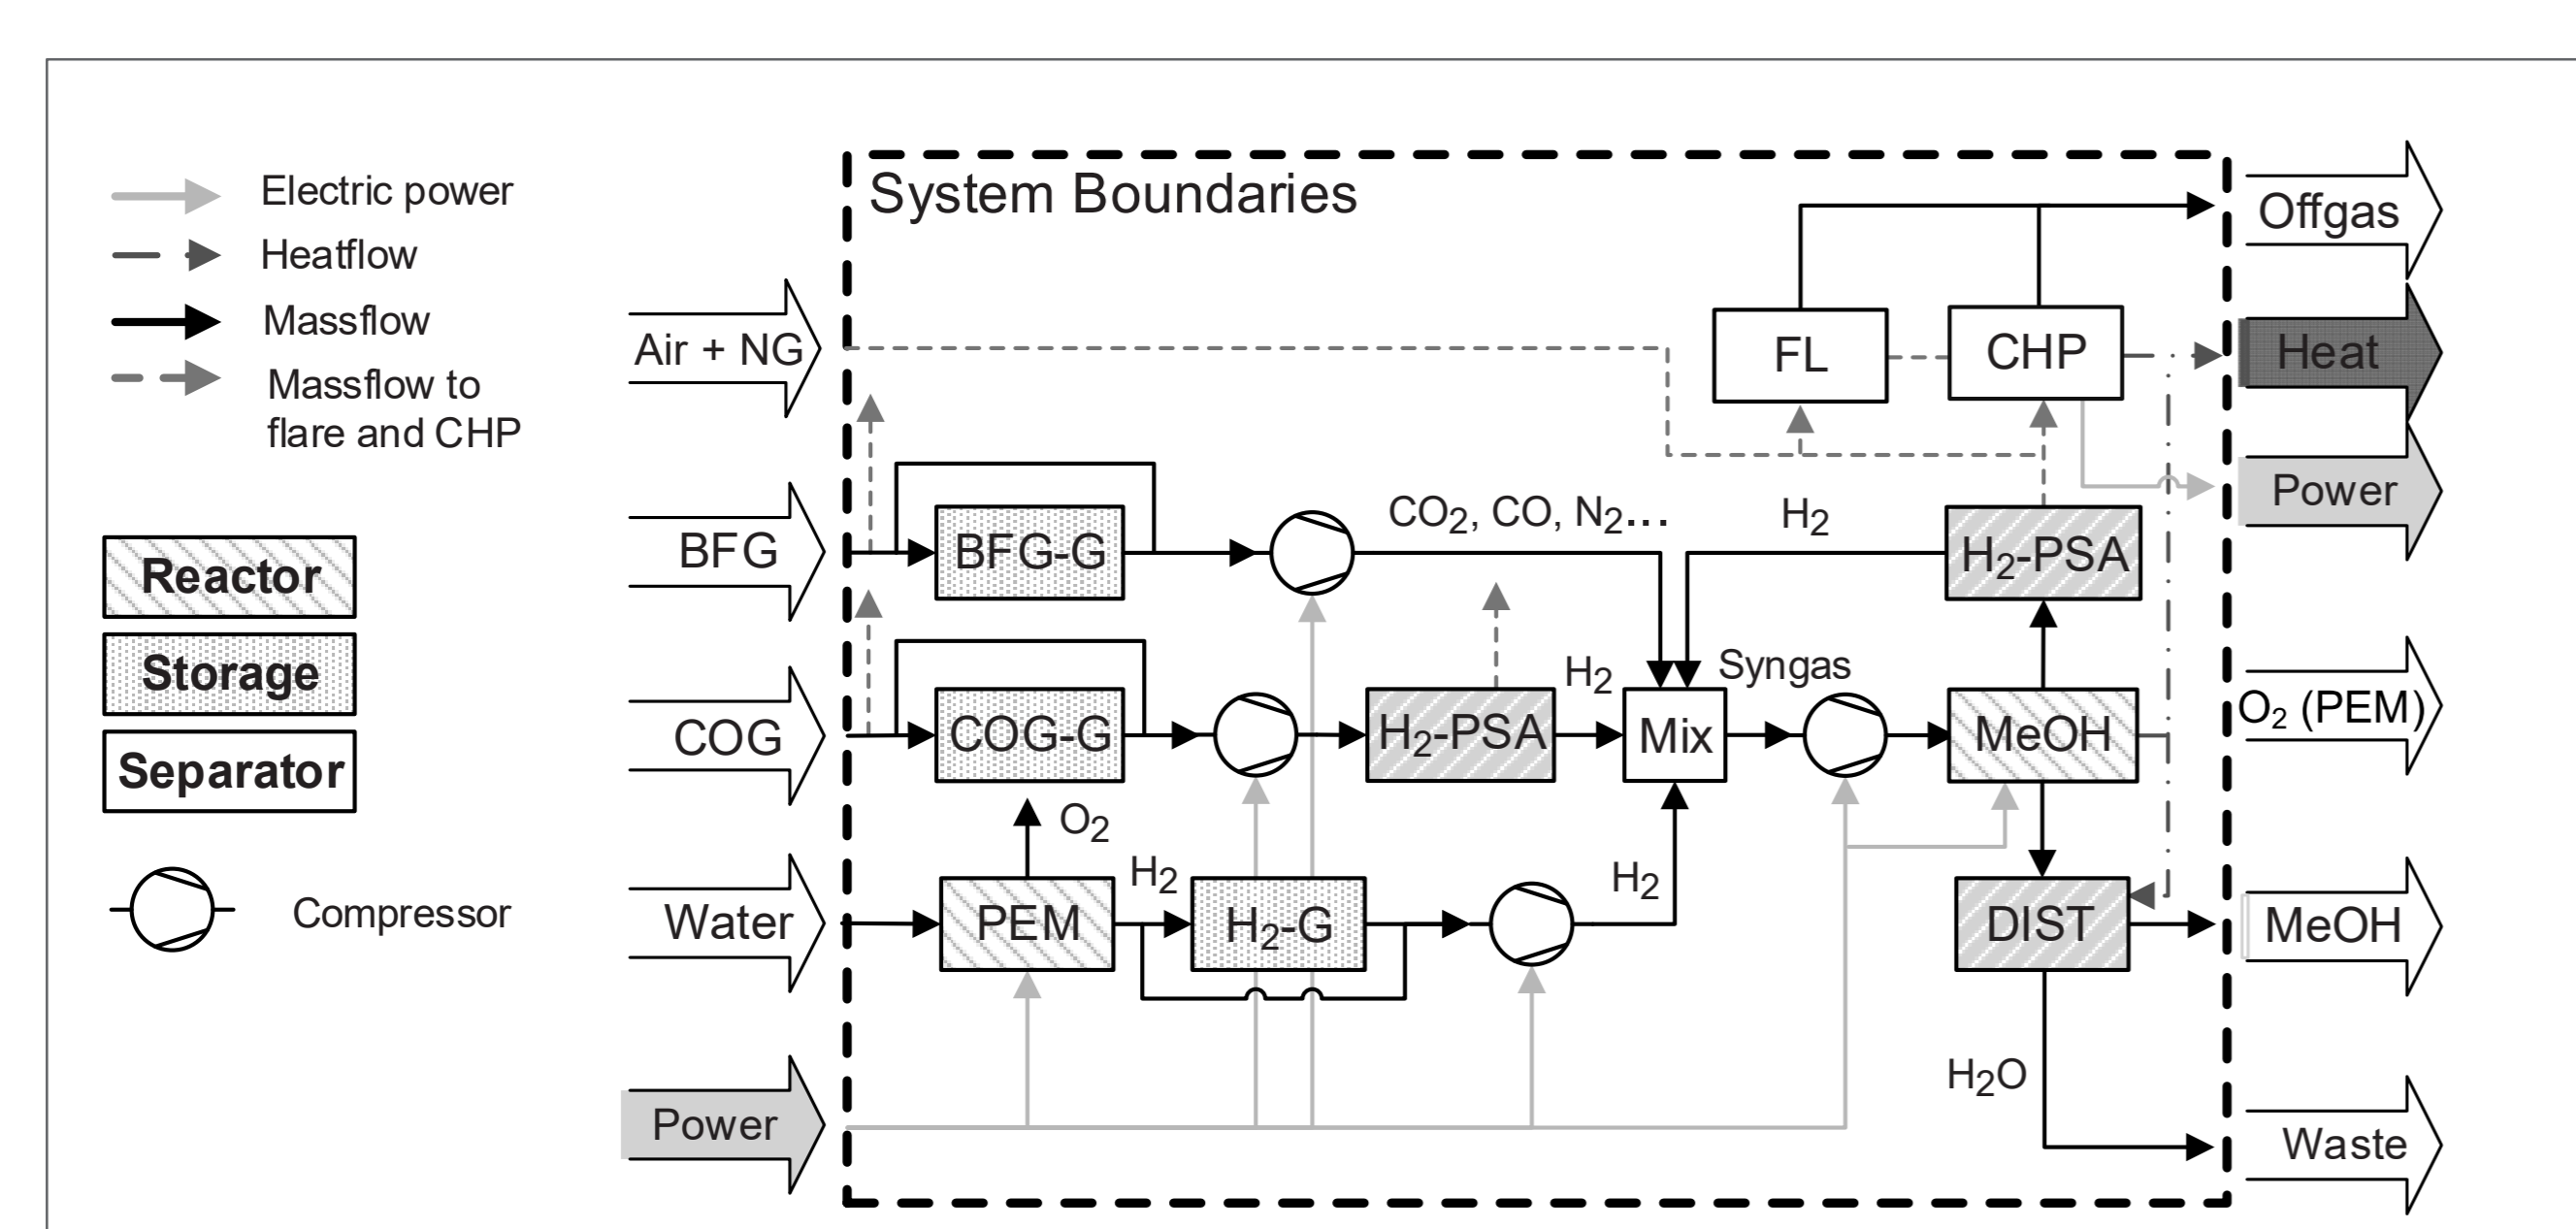 System Boundaries
Electric power
Heatflow
Massflow
Massflow to
flare and CHP
Reactor
Storage
Separator
Compressor
Air + NG
BFG
COG
Water
Power
FL
CHP
BFG-G
CO2, CO, N2...
H2
H2-PSA
COG-G
H2-PSA
H2
Mix
Syngas
MeOH
O2
PEM
H2
H2-G
H2
DIST
H2O
Offgas
Heat
Power
O2 (PEM)
MeOH
Waste